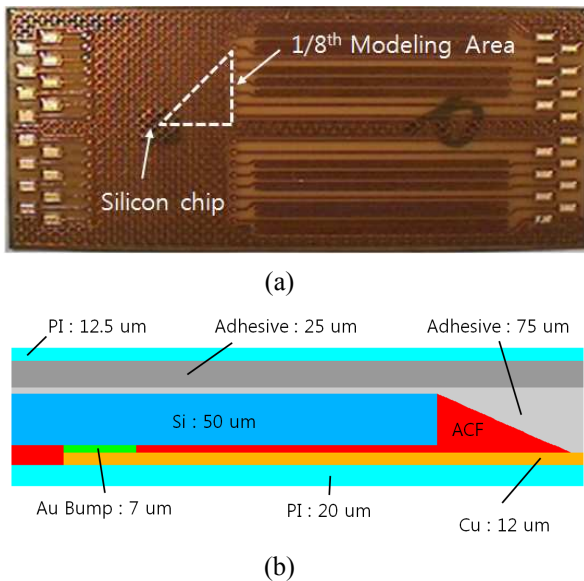 1/8th Modeling Area
Silicon chip
(a)
PI : 12.5 um
Adhesive : 25 um
Adhesive : 75 um
Si : 50 um
ACF
Au Bump : 7 um
PI : 20 um
Cu : 12 um
(b)